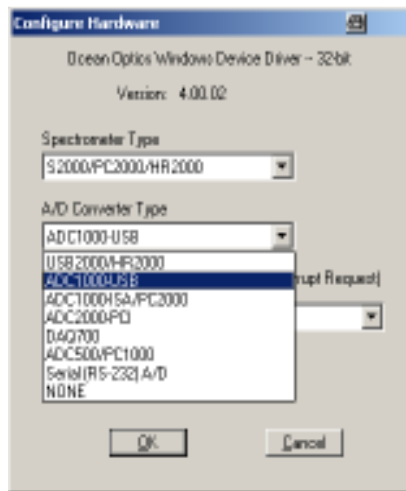 Configure Hardware
Ocean Optics Windows Device Driver -- 32-bit
Version: 4.00.02
Spectrometer Type
S2000/PC2000/HR2000
A/D Converter Type
ADC1000-USB
USB2000/HR2000
ADC1000-USB
rupt Request)
ADC1000-ISA/PC2000
ADC2000-PCI
DAQ700
ADC500/PC1000
Serial(RS-232) A/D
NONE
OK
Cancel